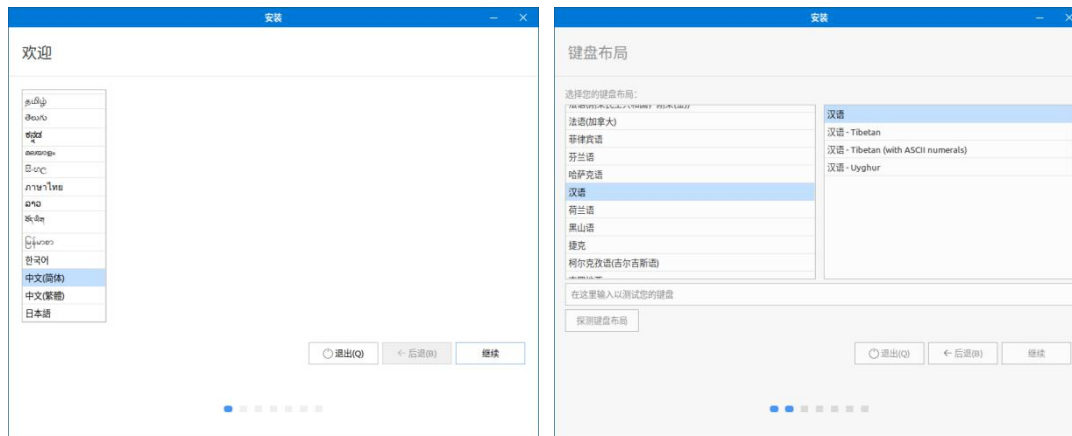 安装
欢迎
தமிழ்
తెలుగు
ಕನ್ನಡ
മലയാളം
සිංහල
ภาษาไทย
ລາວ
한국어
中文(简体)
中文(繁體)
日本語
退出(Q)
←后退(B)
继续
安装
键盘布局
选择您的键盘布局:
法语(加拿大)
菲律宾语
芬兰语
哈萨克语
汉语
荷兰语
黑山语
捷克
柯尔克孜语(吉尔吉斯语)
汉语
汉语 - Tibetan
汉语 - Tibetan (with ASCII numerals)
汉语 - Uyghur
在这里输入以测试您的键盘
探测键盘布局
退出(Q)
←后退(B)
继续